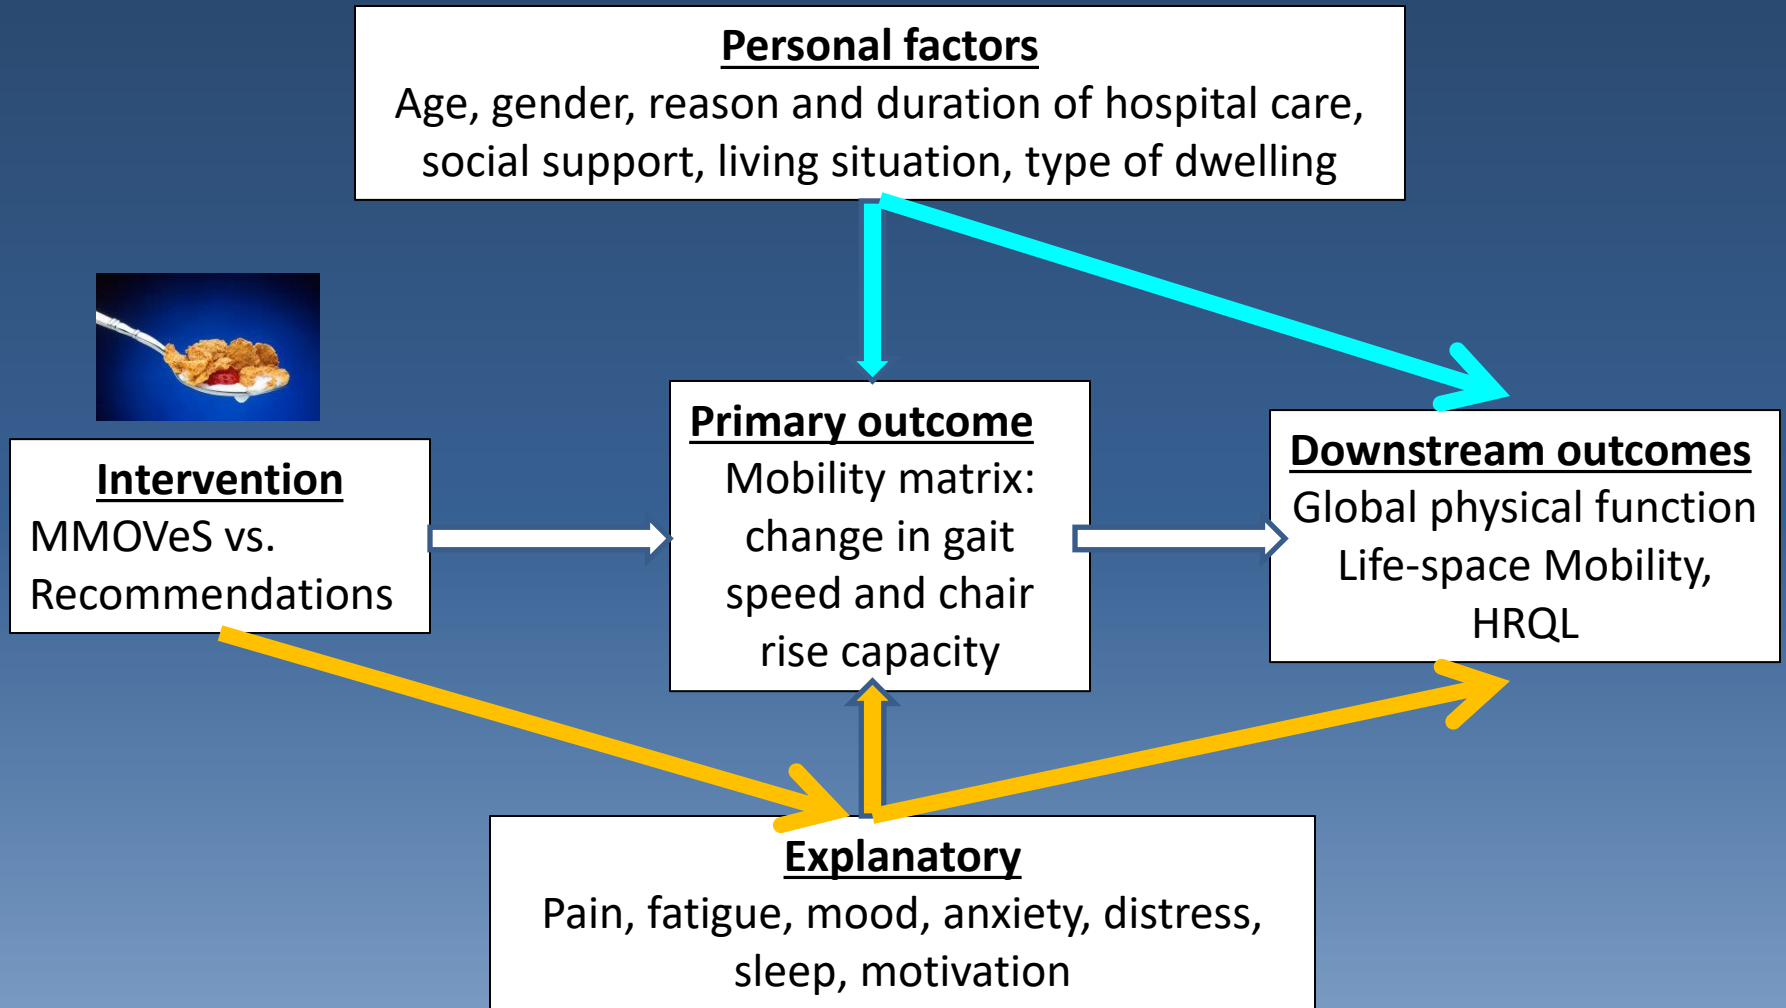 Personal factors
Age, gender, reason and duration of hospital care,
social support, living situation, type of dwelling
Intervention
MMOVeS vs.
Recommendations
Primary outcome
Mobility matrix:
change in gait
speed and chair
rise capacity
Downstream outcomes
Global physical function
Life-space Mobility,
HRQL
Explanatory
Pain, fatigue, mood, anxiety, distress,
sleep, motivation